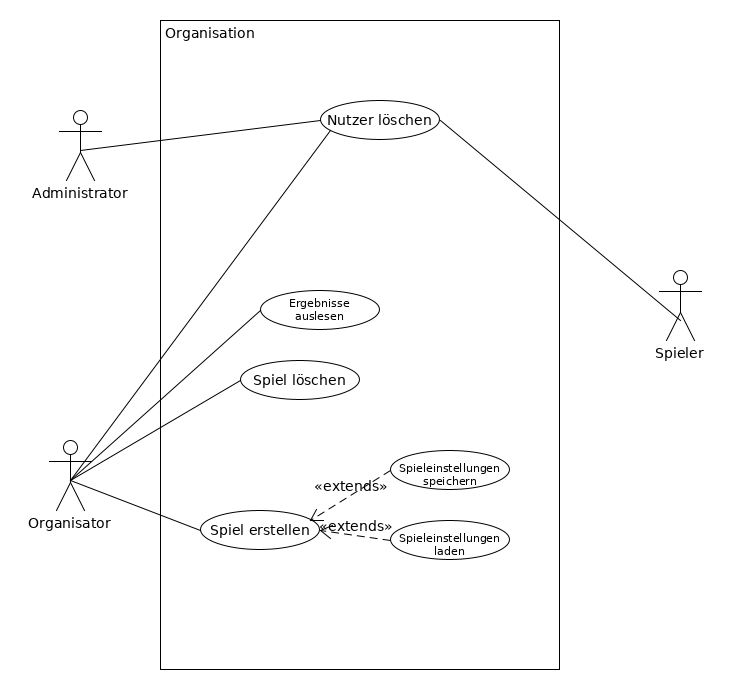 Organisation
Nutzer löschen
Administrator
Ergebnisse
auslesen
Spieler
Spiel löschen
Spieleinstellungen
speichern
«extends»
Organisator
Spiel erstellen
«extends»
Spieleinstellungen
laden